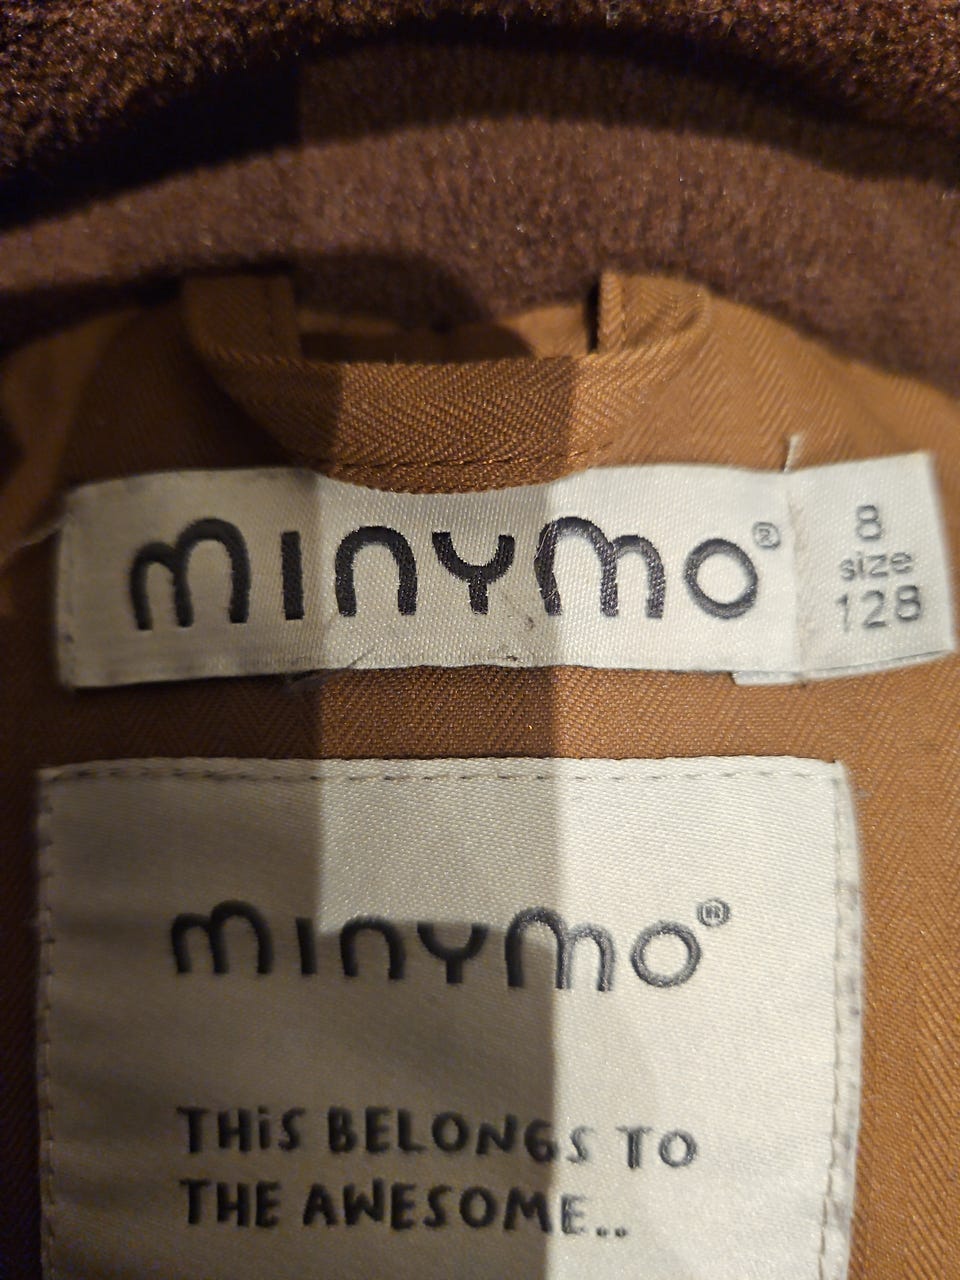 minymo®
8
size
128
minymo®
THIS BELONGS TO
THE AWESOME..